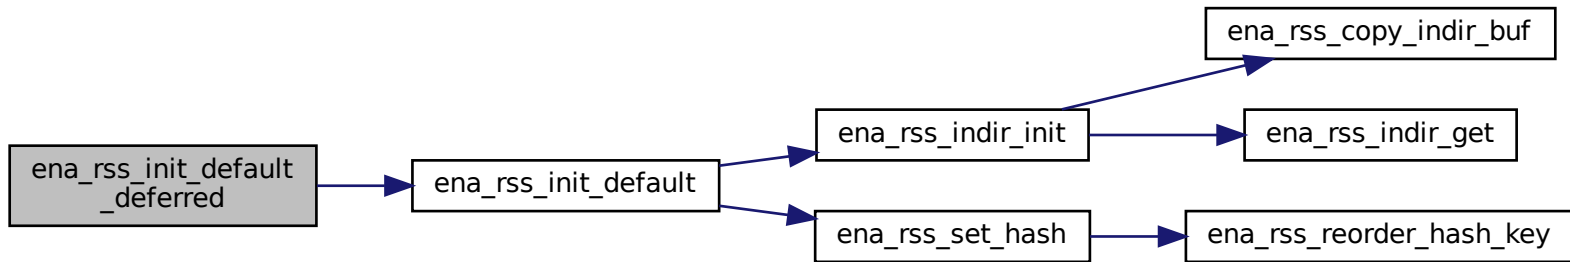 ena_rss_init_default
_deferred
ena_rss_init_default
ena_rss_indir_init
ena_rss_copy_indir_buf
ena_rss_indir_get
ena_rss_set_hash
ena_rss_reorder_hash_key